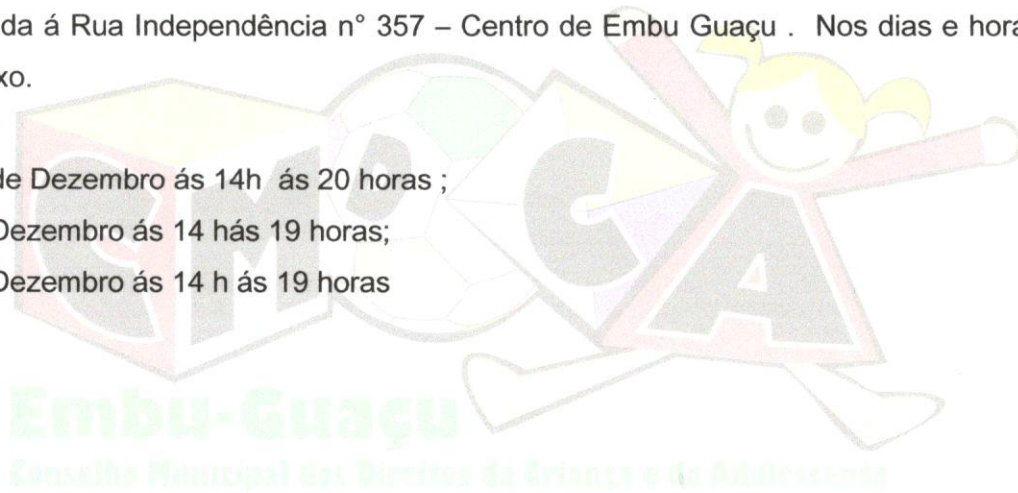 da á Rua Independência n° 357 – Centro de Embu Guaçu . Nos dias e hora
xo.
de Dezembro ás 14h ás 20 horas ;
Dezembro ás 14 hás 19 horas;
Dezembro ás 14 h ás 19 horas
CMDCA
Embu-Guaçu
Conselho Municipal dos Direitos da Criança e do Adolescente